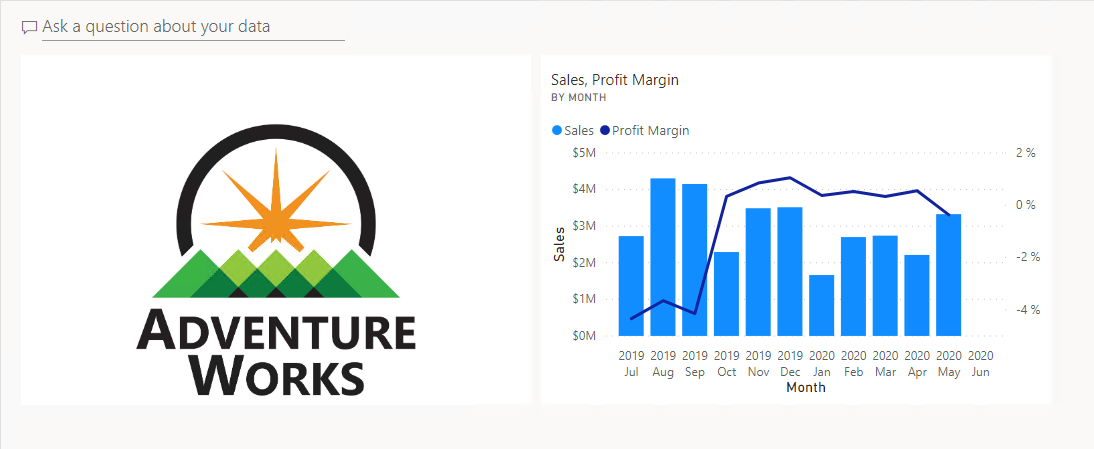 Ask a question about your data
ADVENTURE
WORKS
Sales, Profit Margin
BY MONTH
Sales Profit Margin
$5M 2 %
$4M
0 %
$3M
Sales
$2M -2 %
$1M
-4 %
$0M
2019 2019 2019 2019 2019 2019 2020 2020 2020 2020 2020 2020
Jul Aug Sep Oct Nov Dec Jan Feb Mar Apr May Jun
Month